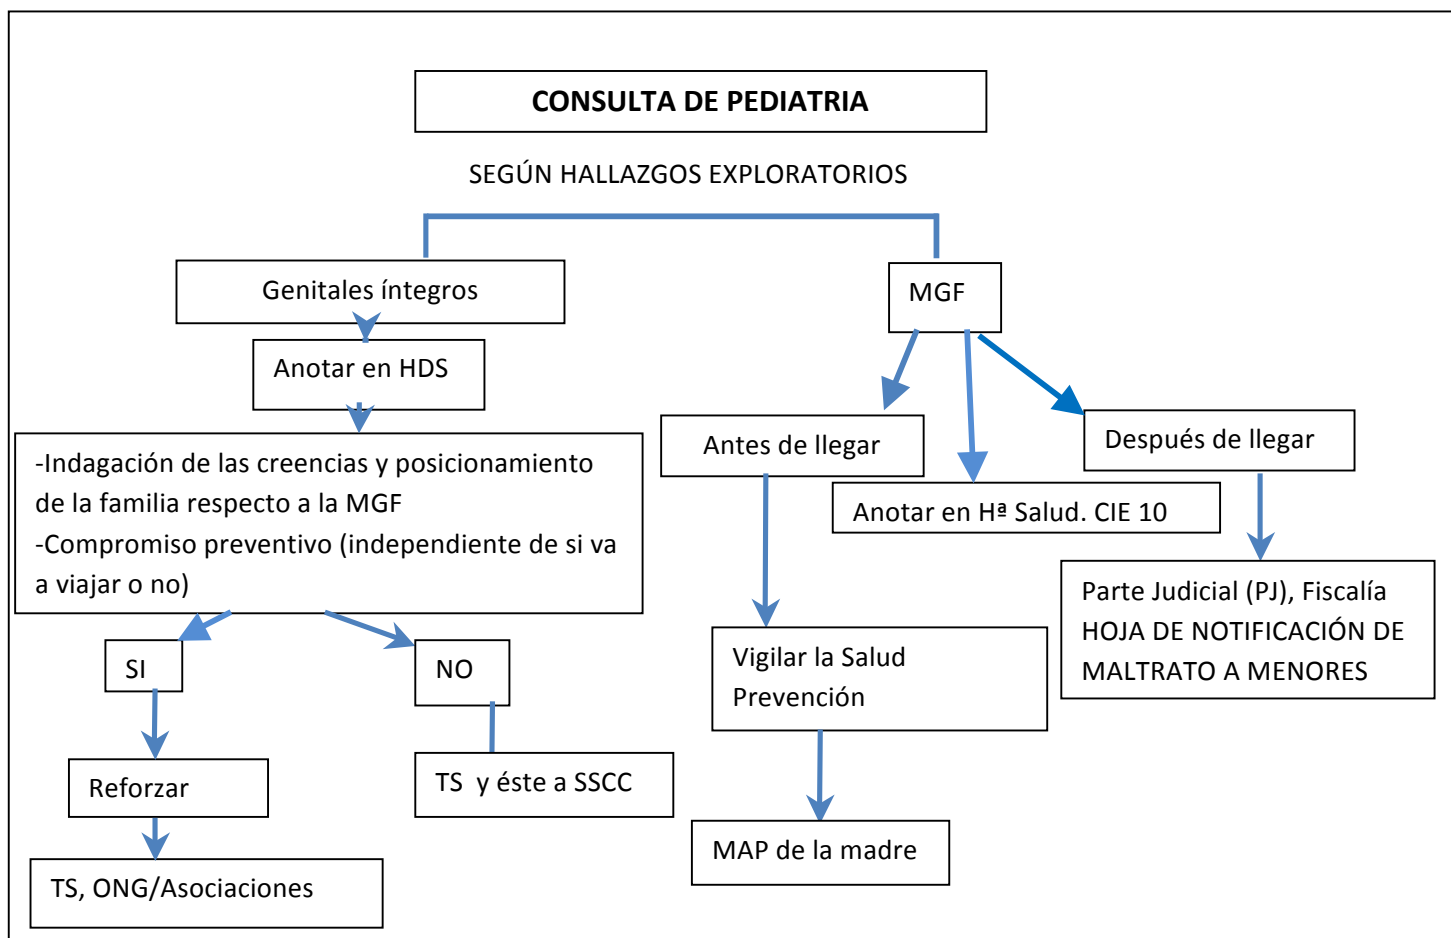 CONSULTA DE PEDIATRIA
SEGÚN HALLAZGOS EXPLORATORIOS
Genitales íntegros
MGF
Anotar en HDS
Antes de llegar
Después de llegar
-Indagación de las creencias y posicionamiento
de la familia respecto a la MGF
-Compromiso preventivo (independiente de si va
a viajar o no)
Anotar en Hª Salud. CIE 10
Parte Judicial (PJ), Fiscalía
HOJA DE NOTIFICACIÓN DE
MALTRATO A MENORES
SI
NO
Vigilar la Salud
Prevención
Reforzar
TS y éste a SSCC
MAP de la madre
TS, ONG/Asociaciones